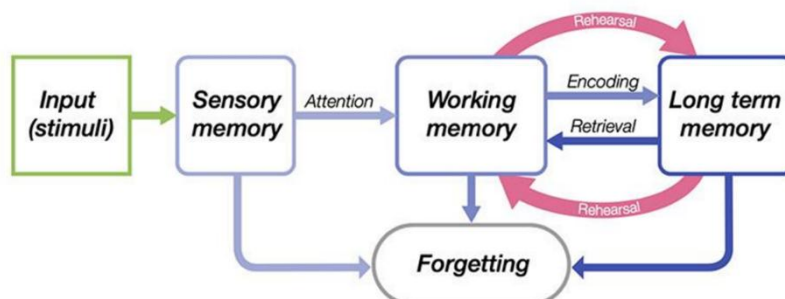 Rehearsal
Input
(stimuli)
Sensory
memory
Attention
Working
memory
Encoding
Retrieval
Long term
memory
Rehearsal
Forgetting